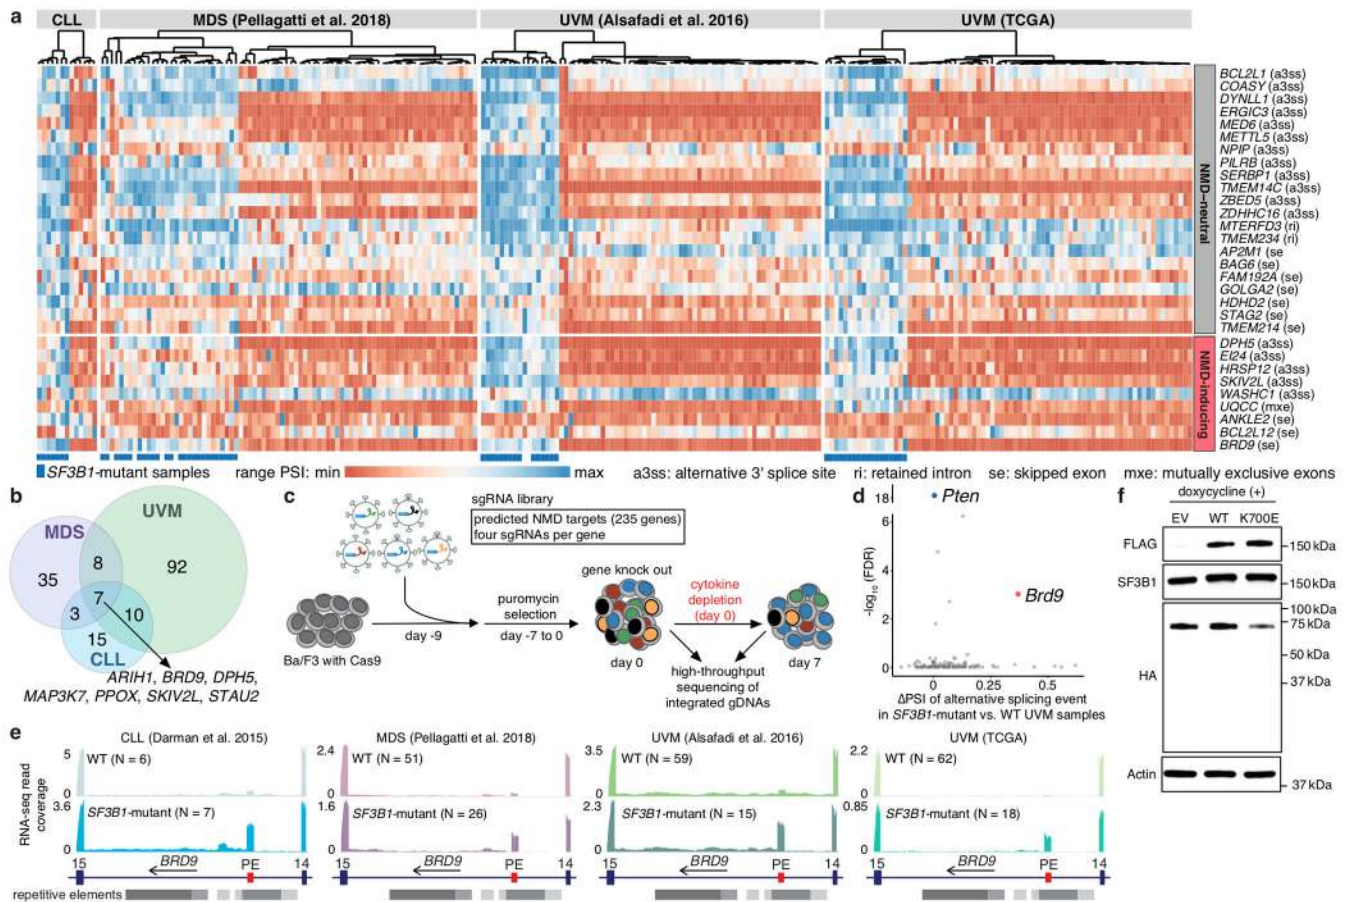 a
CLL
MDS (Pellagatti et al. 2018)
UVM (Alsafadi et al. 2016)
UVM (TCGA)
BCL2L1 (a3ss)
COASY (a3ss)
DYNLL1 (a3ss)
ERGIC3 (a3ss)
MED6 (a3ss)
METTL5 (a3ss)
NPIP (a3ss)
PILRB (a3ss)
SERBP1 (a3ss)
TMEM14C (a3ss)
ZBED5 (a3ss)
ZDHHC16 (a3ss)
MTERFD3 (ri)
TMEM234 (ri)
AP2M1 (se)
BAG6 (se)
FAM192A (se)
GOLGA2 (se)
HDHD2 (se)
STAG2 (se)
TMEM214 (se)
NMD-neutral
DPH5 (a3ss)
EI24 (a3ss)
HRSP12 (a3ss)
SKIV2L (a3ss)
WASHC1 (a3ss)
UQCC (mxe)
ANKLE2 (se)
BCL2L12 (se)
BRD9 (se)
NMD-inducing
SF3B1-mutant samples range PSI: min max a3ss: alternative 3' splice site ri: retained intron se: skipped exon mxe: mutually exclusive exons
b
MDS
UVM
35
8
92
7
3
10
15
CLL
ARIH1, BRD9, DPH5,
MAP3K7, PPOX, SKIV2L, STAU2
c
sgRNA library
predicted NMD targets (235 genes)
four sgRNAs per gene
Ba/F3 with Cas9
day -9
puromycin
selection
day -7 to 0
gene knock out
day 0
cytokine
depletion
(day 0)
day 7
high-throughput
sequencing of
integrated gDNAs
d
18
Pten
6
4
Brd9
2
0
-log10 (FDR)
0 0.25 0.5
ΔPSI of alternative splicing event
in SF3B1-mutant vs. WT UVM samples
f
doxycycline (+)
EV WT K700E
FLAG
150 kDa
SF3B1
150 kDa
100 kDa
75 kDa
50 kDa
37 kDa
HA
Actin
37 kDa
e
RNA-seq read
coverage
CLL (Darman et al. 2015)
5
WT (N = 6)
0
3.6
SF3B1-mutant (N = 7)
0
15 BRD9 PE 14
MDS (Pellagatti et al. 2018)
2.4
WT (N = 51)
0
1.6
SF3B1-mutant (N = 26)
0
15 BRD9 PE 14
UVM (Alsafadi et al. 2016)
3.5
WT (N = 59)
0
2.3
SF3B1-mutant (N = 15)
0
15 BRD9 PE 14
UVM (TCGA)
2.2
WT (N = 62)
0
0.85
SF3B1-mutant (N = 18)
0
15 BRD9 PE 14
repetitive elements